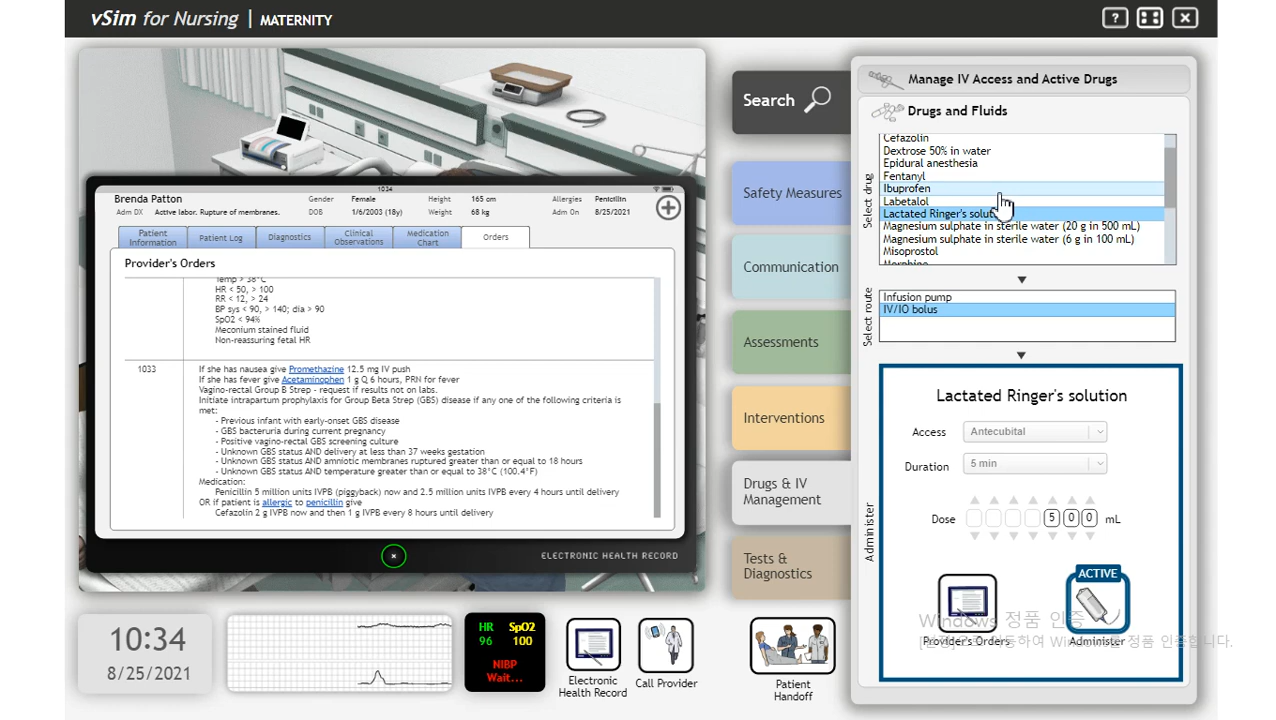 vSim for Nursing | MATERNITY
?
Search
Safety Measures
Communication
Assessments
Interventions
Drugs & IV
Management
Tests &
Diagnostics
1034
Brenda Patton
Gender Female Height 165 cm Allergies Penicillin
Adm DX Active labor. Rupture of membranes. DOB 1/6/2003 (18y) Weight 68 kg Adm On 8/25/2021
Patient
Information
Patient Log
Diagnostics
Clinical
Observations
Medication
Chart
Orders
Provider's Orders
Temp > 38°C
HR < 50, > 100
RR < 12, > 24
BP sys < 90, > 140; dia > 90
SpO2 < 94%
Meconium stained fluid
Non-reassuring fetal HR
1033 If she has nausea give Promethazine 12.5 mg IV push
If she has fever give Acetaminophen 1 g Q 6 hours, PRN for fever
Vagino-rectal Group B Strep - request if results not on labs.
Initiate intrapartum prophylaxis for Group Beta Strep (GBS) disease if any one of the following criteria is
met:
- Previous infant with early-onset GBS disease
- GBS bacteruria during current pregnancy
- Positive vagino-rectal GBS screening culture
- Unknown GBS status AND delivery at less than 37 weeks gestation
- Unknown GBS status AND amniotic membranes ruptured greater than or equal to 18 hours
- Unknown GBS status AND temperature greater than or equal to 38°C (100.4°F)
Medication:
Penicillin 5 million units IVPB (piggyback) now and 2.5 million units IVPB every 4 hours until delivery
OR if patient is allergic to penicillin give
Cefazolin 2 g IVPB now and then 1 g IVPB every 8 hours until delivery
ELECTRONIC HEALTH RECORD
10:34
8/25/2021
HR SpO2
96 100
NIBP
Wait...
Electronic
Health Record
Call Provider
Patient
Handoff
Manage IV Access and Active Drugs
Drugs and Fluids
Select drug
Cefazolin
Dextrose 50% in water
Epidural anesthesia
Fentanyl
Ibuprofen
Labetalol
Lactated Ringer's solut
Magnesium sulphate in sterile water (20 g in 500 mL)
Magnesium sulphate in sterile water (6 g in 100 mL)
Misoprostol
Morphine
Select route
Infusion pump
IV/IO bolus
Administer
Lactated Ringer's solution
Access Antecubital
Duration 5 min
Dose 5 0 0 mL
ACTIVE
Provider's Orders
Administer
Windows 정품 인증